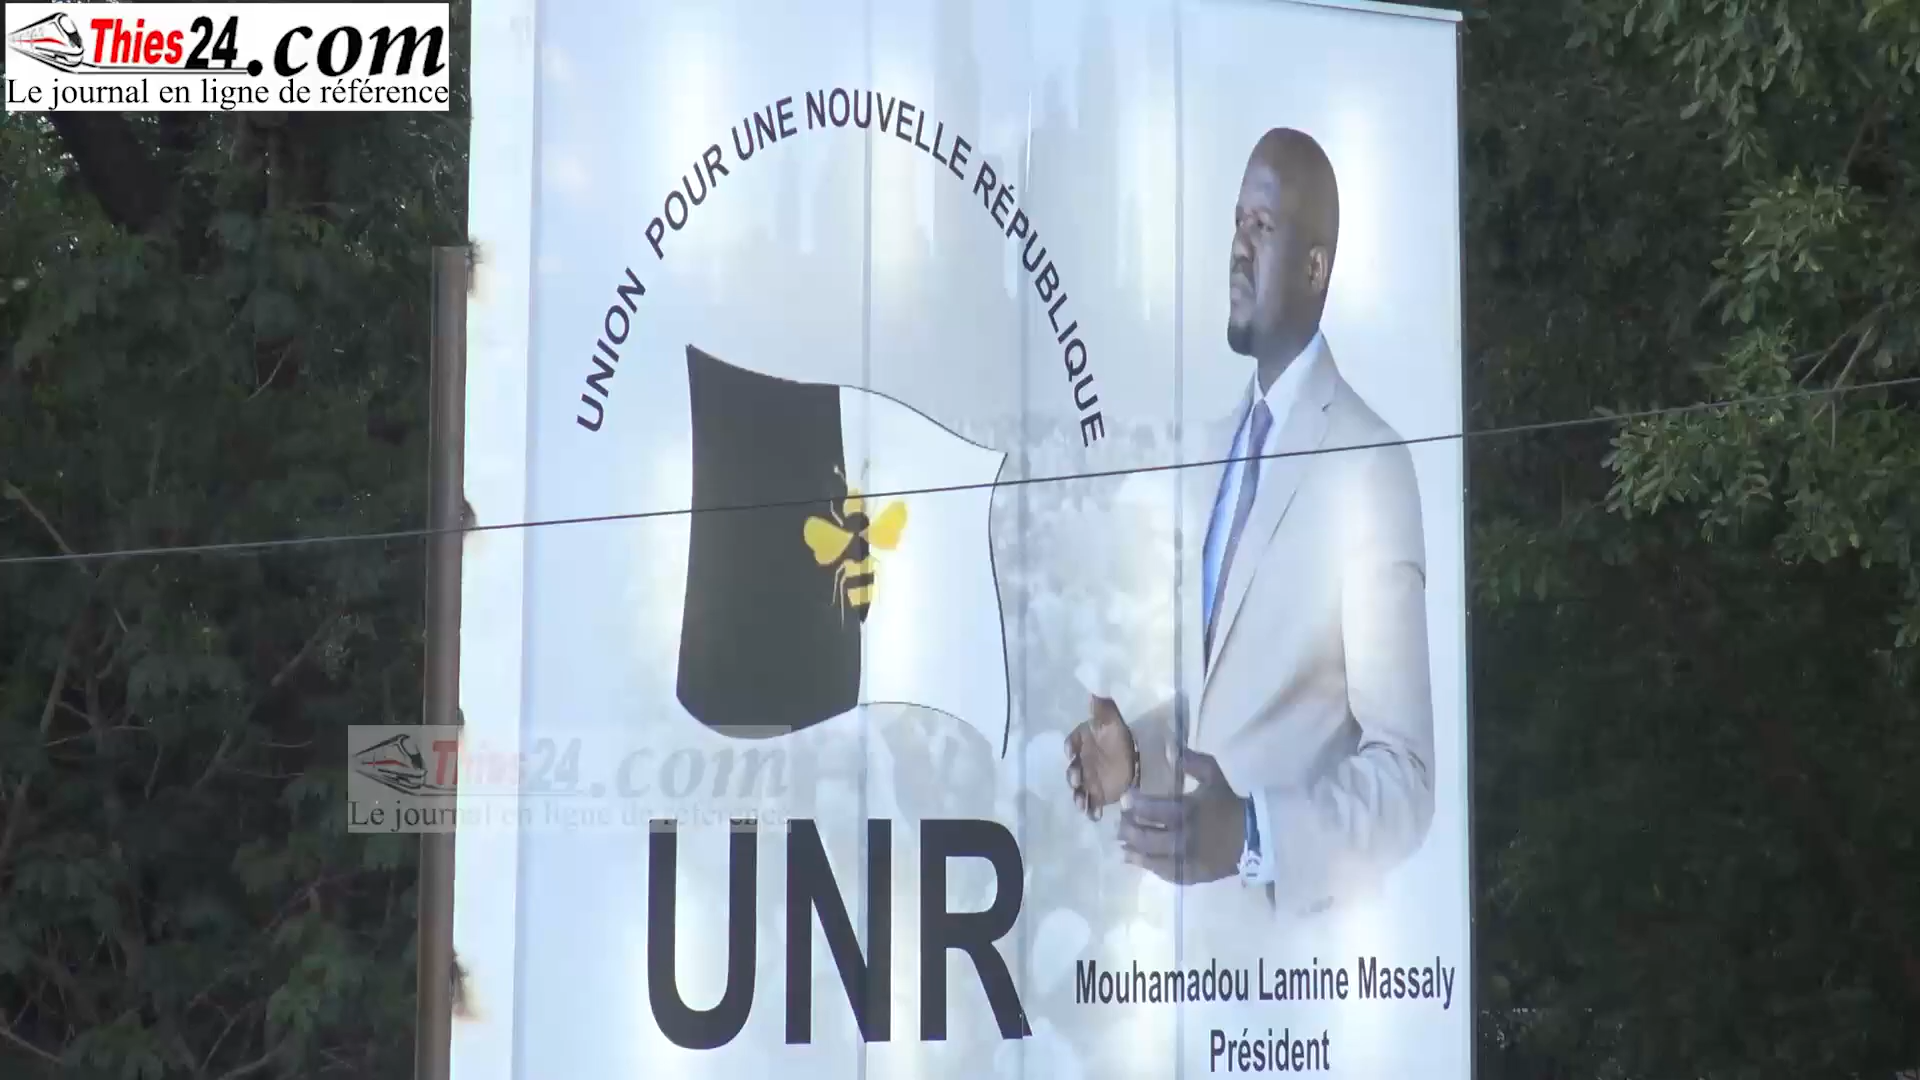 Thies24.com
Le journal en ligne de référence
UNION POUR UNE NOUVELLE RÉPUBLIQUE
Thies24.com
Le journal en ligne de référence
UNR
Mouhamadou Lamine Massaly
Président